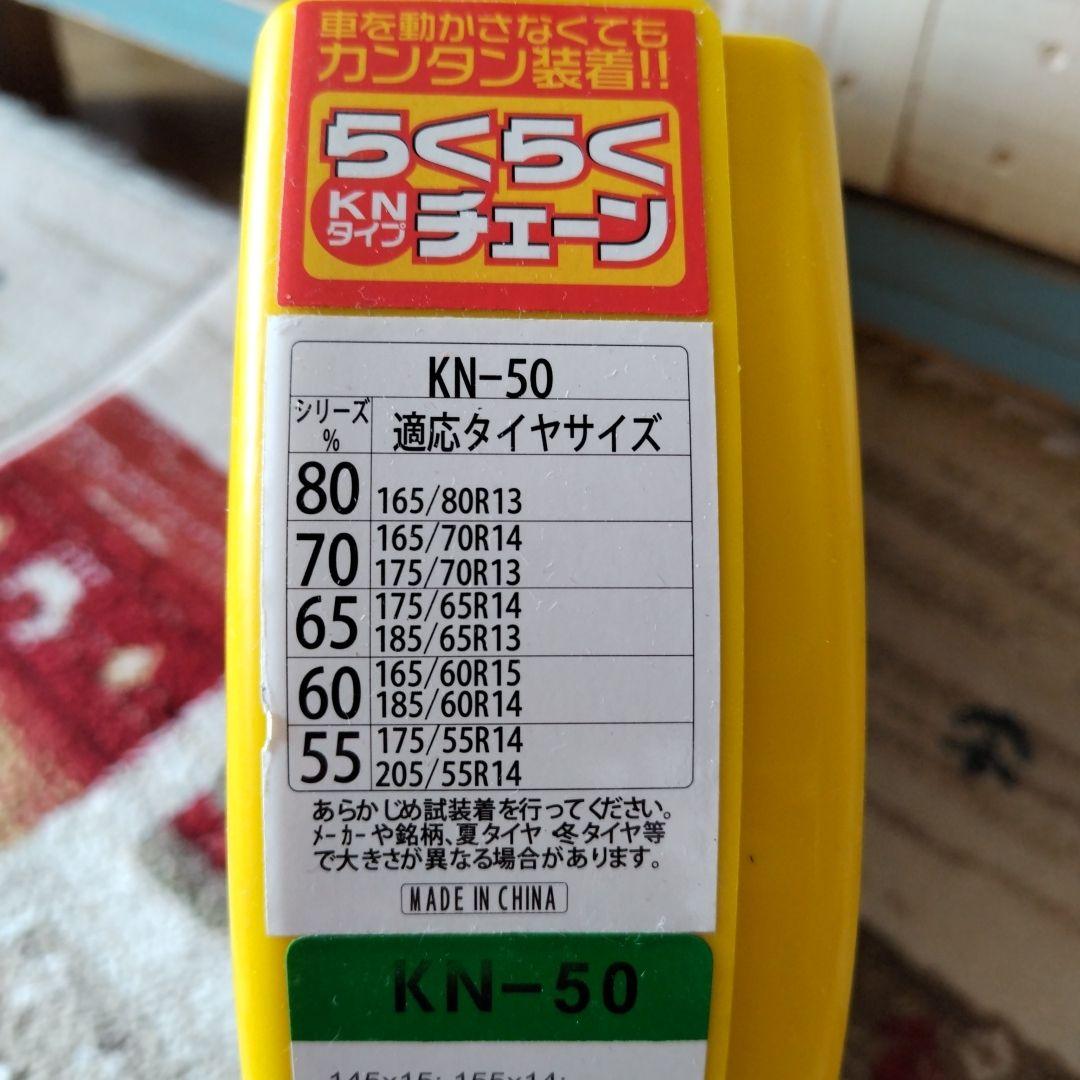 車を動かさなくても
カンタン装着!!
らくらく
KN
タイプ
チェーン
KN-50
シリーズ
%
適応タイヤサイズ
80
165/80R13
70
165/70R14
175/70R13
65
175/65R14
185/65R13
60
165/60R15
185/60R14
55
175/55R14
205/55R14
あらかじめ試装着を行ってください。
メーカーや銘柄、夏タイヤ・冬タイヤ等
で大きさが異なる場合があります。
MADE IN CHINA
KN-50
145×15: 155×14: